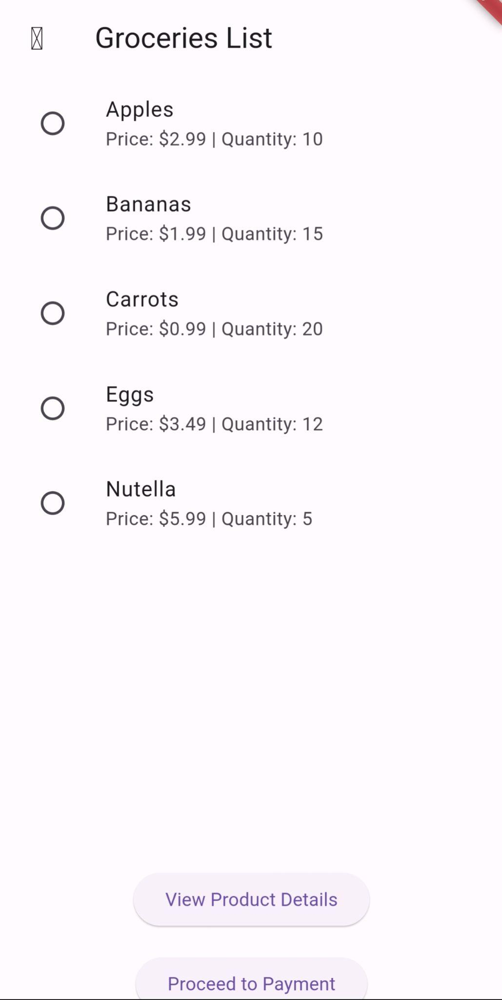 Groceries List
Apples
Price: $2.99 | Quantity: 10
Bananas
Price: $1.99 | Quantity: 15
Carrots
Price: $0.99 | Quantity: 20
Eggs
Price: $3.49 | Quantity: 12
Nutella
Price: $5.99 | Quantity: 5
View Product Details
Proceed to Payment